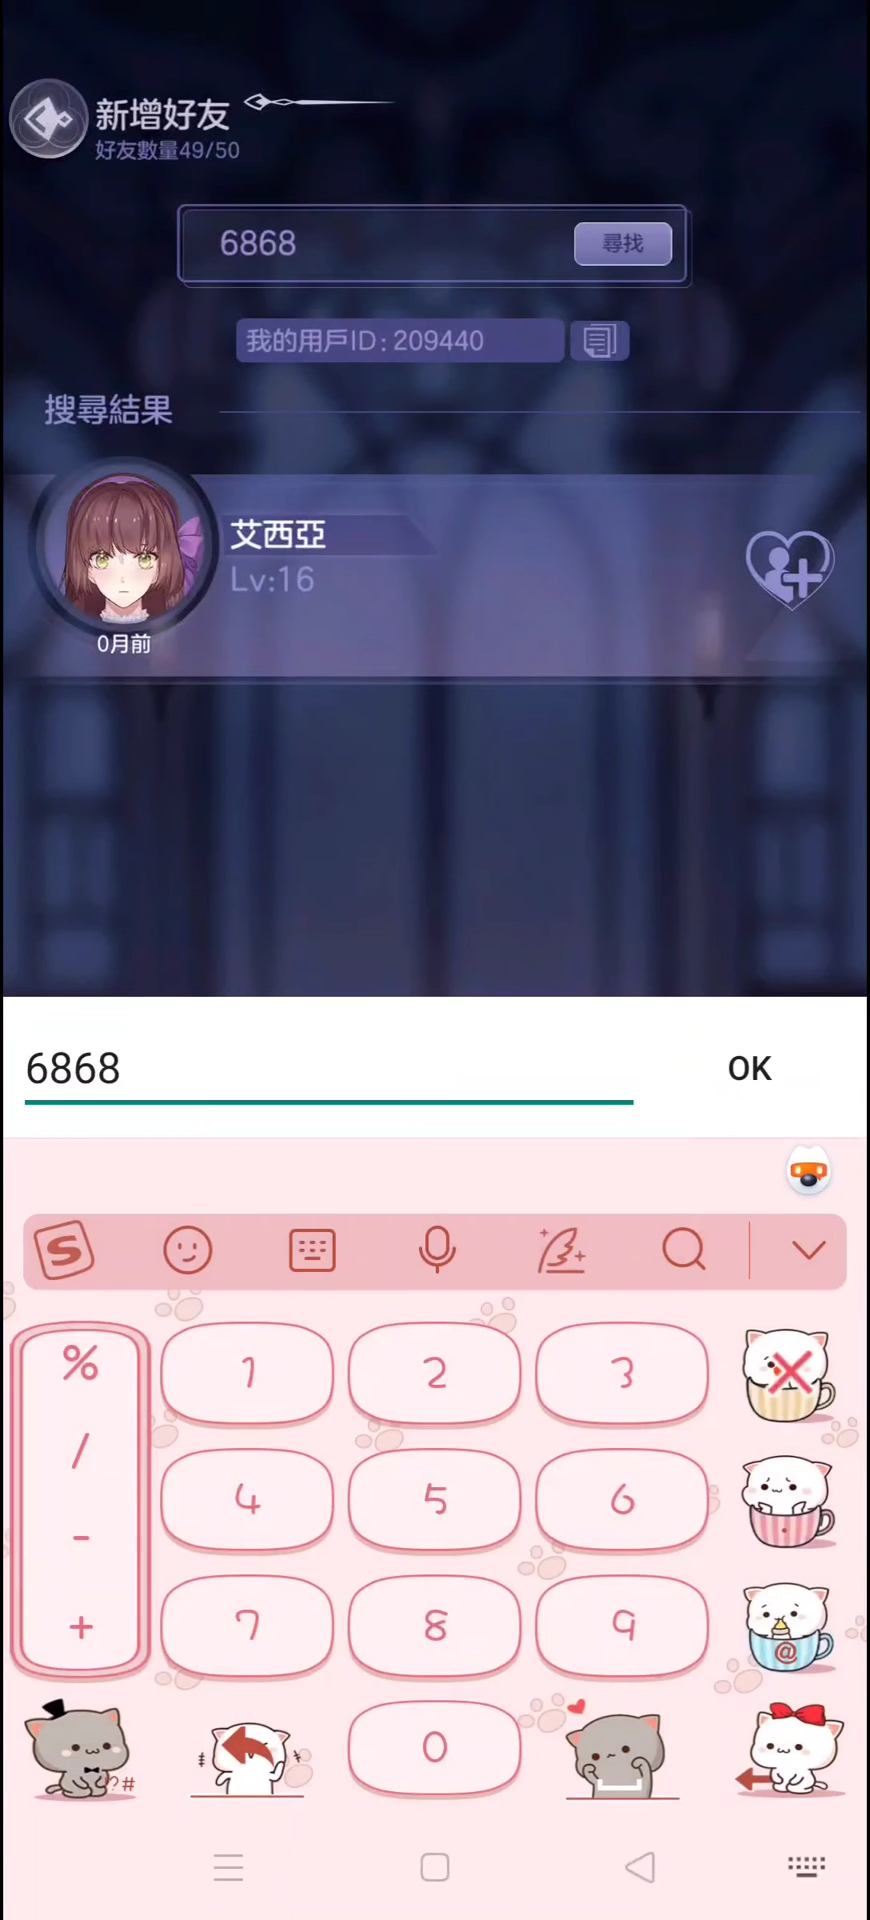 新增好友
好友數量49/50
6868
尋找
我的用戶ID:209440
搜尋結果
艾西亞
Lv:16
0月前
6868
OK
S
% 1 2 3
/ 4 5 6
-
7 8 9
+ @
?# 0